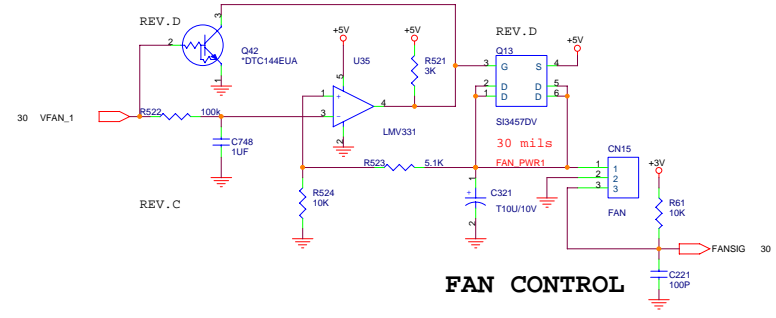 REV.D
3
2
1
Q42
*DTC144EUA
+5V
U35
+5V
R521
3K
REV.D
Q13
+5V
3
G
S
4
2
D
D
5
1
D
D
6
SI3457DV
30 mils
FAN_PWR1
30 VFAN_1
R522
100k
C748
1UF
5
1
+
3
-
4
2
LMV331
R523
5.1K
R524
10K
REV.C
1
C321
T10U/10V
2
CN15
1
1
2
2
3
3
FAN
+3V
R61
10K
FANSIG 30
C221
100P
FAN CONTROL